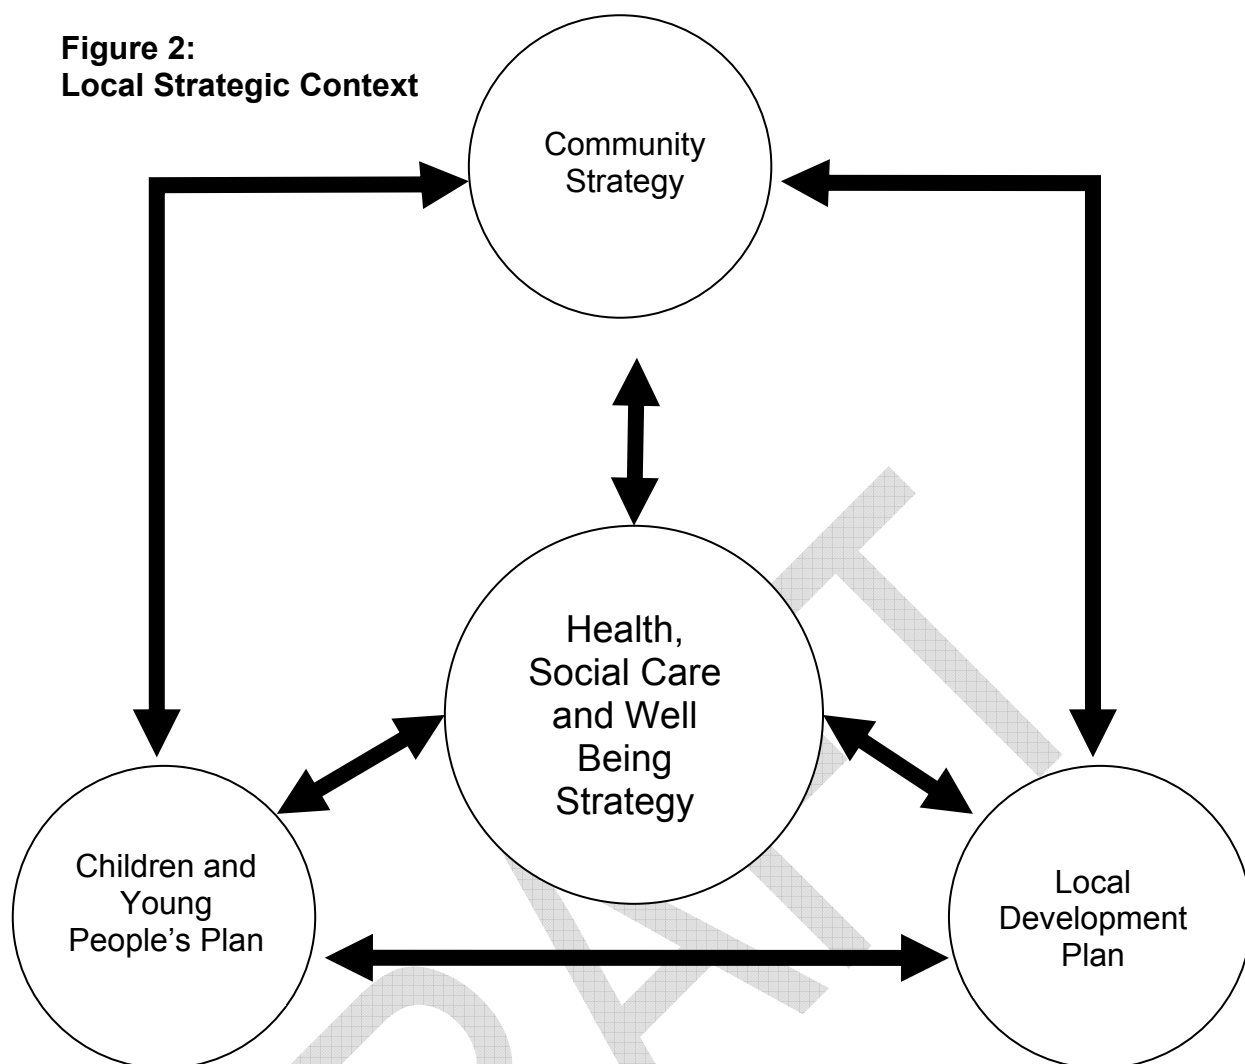 Figure 2:
Local Strategic Context
Community
Strategy
Health,
Social Care
and Well
Being
Strategy
Children and
Young
People’s Plan
Local
Development
Plan
DRAFT